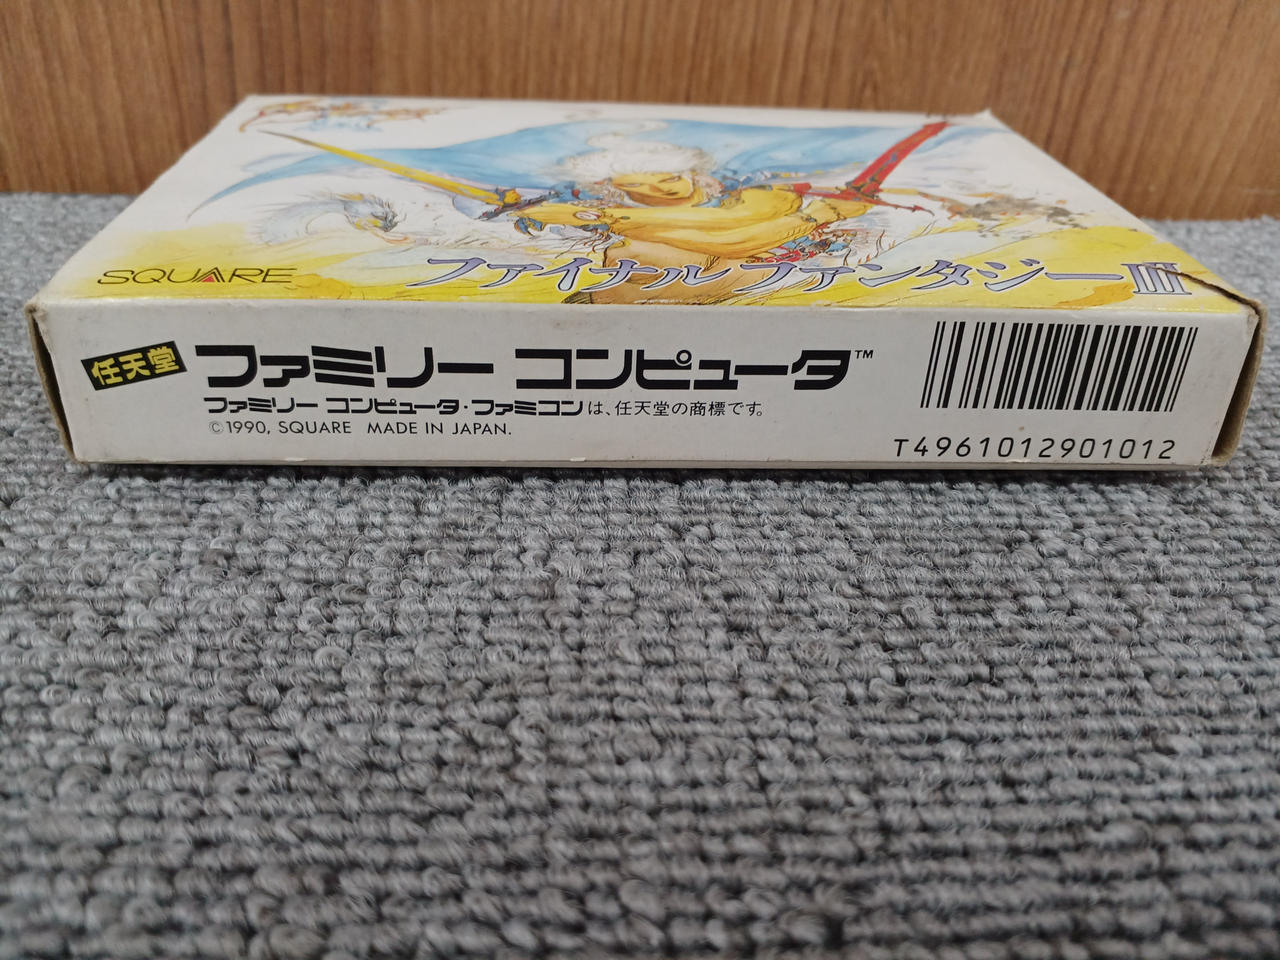 SQUARE
ファイナルファンタジーIII
任天堂 ファミリー コンピュータ™
ファミリー コンピュータ・ファミコンは、任天堂の商標です。
©1990, SQUARE MADE IN JAPAN.
T4961012901012